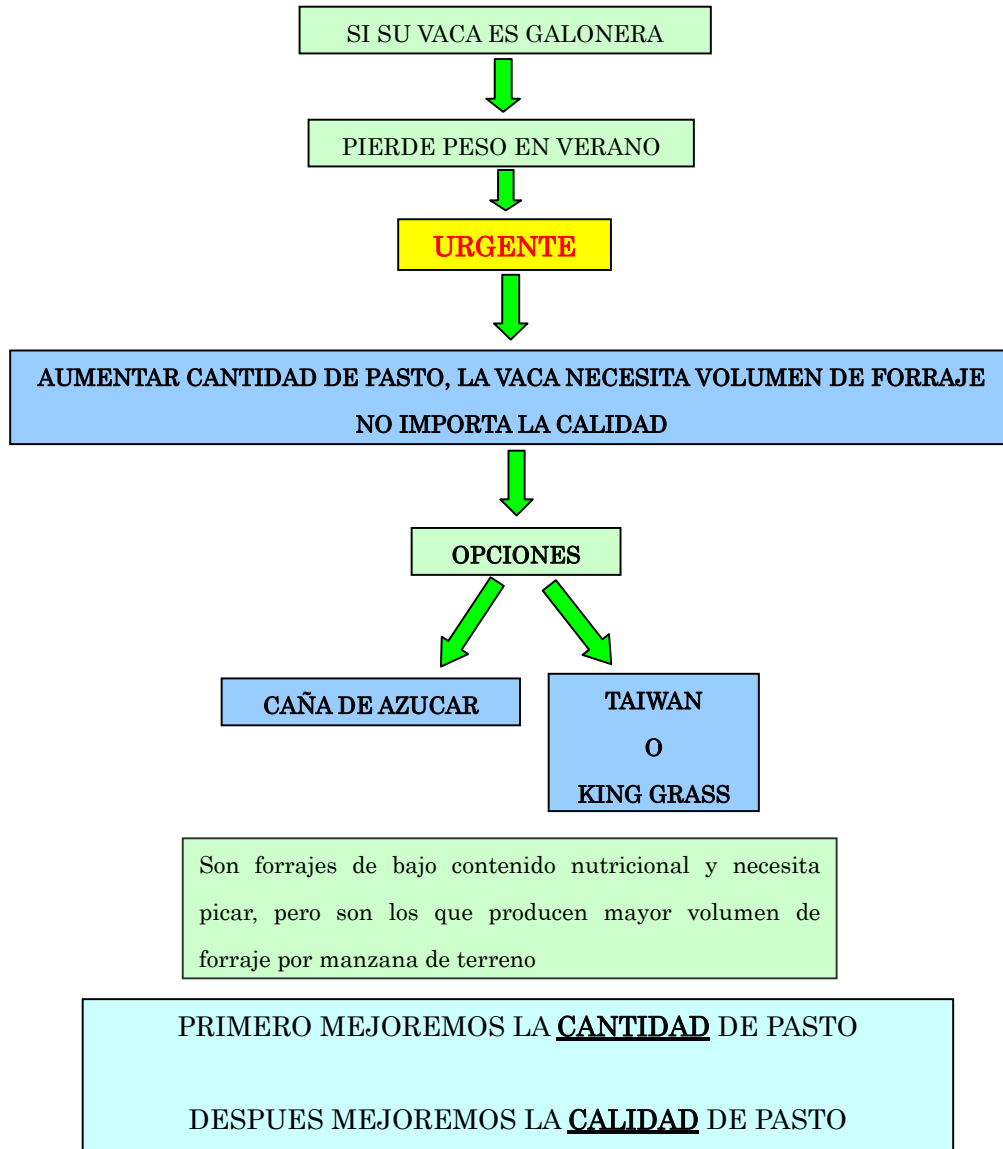 SI SU VACA ES GALONERA
PIERDE PESO EN VERANO
URGENTE
AUMENTAR CANTIDAD DE PASTO, LA VACA NECESITA VOLUMEN DE FORRAJE
NO IMPORTA LA CALIDAD
OPCIONES
CAÑA DE AZUCAR
TAIWAN
O
KING GRASS
Son forrajes de bajo contenido nutricional y necesita
picar, pero son los que producen mayor volumen de
forraje por manzana de terreno
PRIMERO MEJOREMOS LA CANTIDAD DE PASTO
DESPUES MEJOREMOS LA CALIDAD DE PASTO